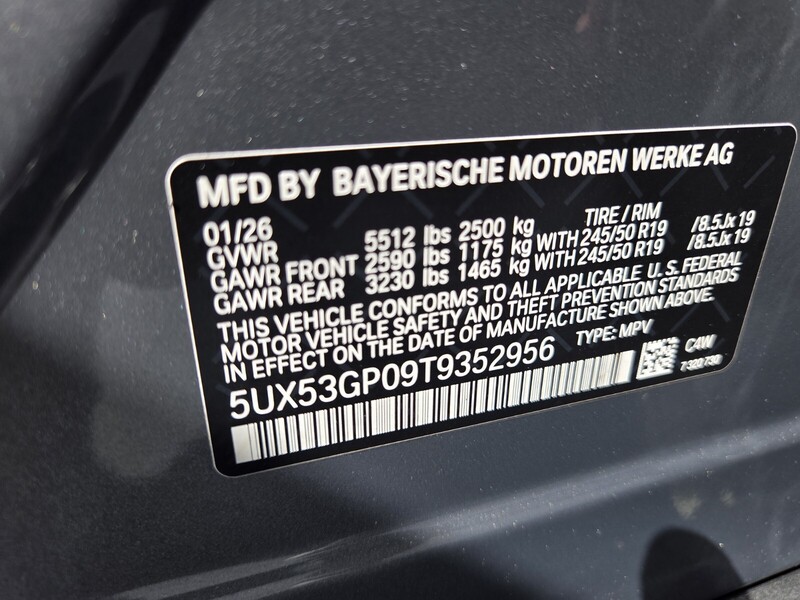 MFD BY BAYERISCHE MOTOREN WERKE AG
01/26 TIRE / RIM
GVWR 5512 lbs 2500 kg
GAWR FRONT 2590 lbs 1175 kg WITH 245/50 R19 /8.5Jx19
GAWR REAR 3230 lbs 1465 kg WITH 245/50 R19 /8.5Jx19
THIS VEHICLE CONFORMS TO ALL APPLICABLE U.S. FEDERAL
MOTOR VEHICLE SAFETY AND THEFT PREVENTION STANDARDS
IN EFFECT ON THE DATE OF MANUFACTURE SHOWN ABOVE.
5UX53GP09T9352956 TYPE: MPV C4W
7 320 730